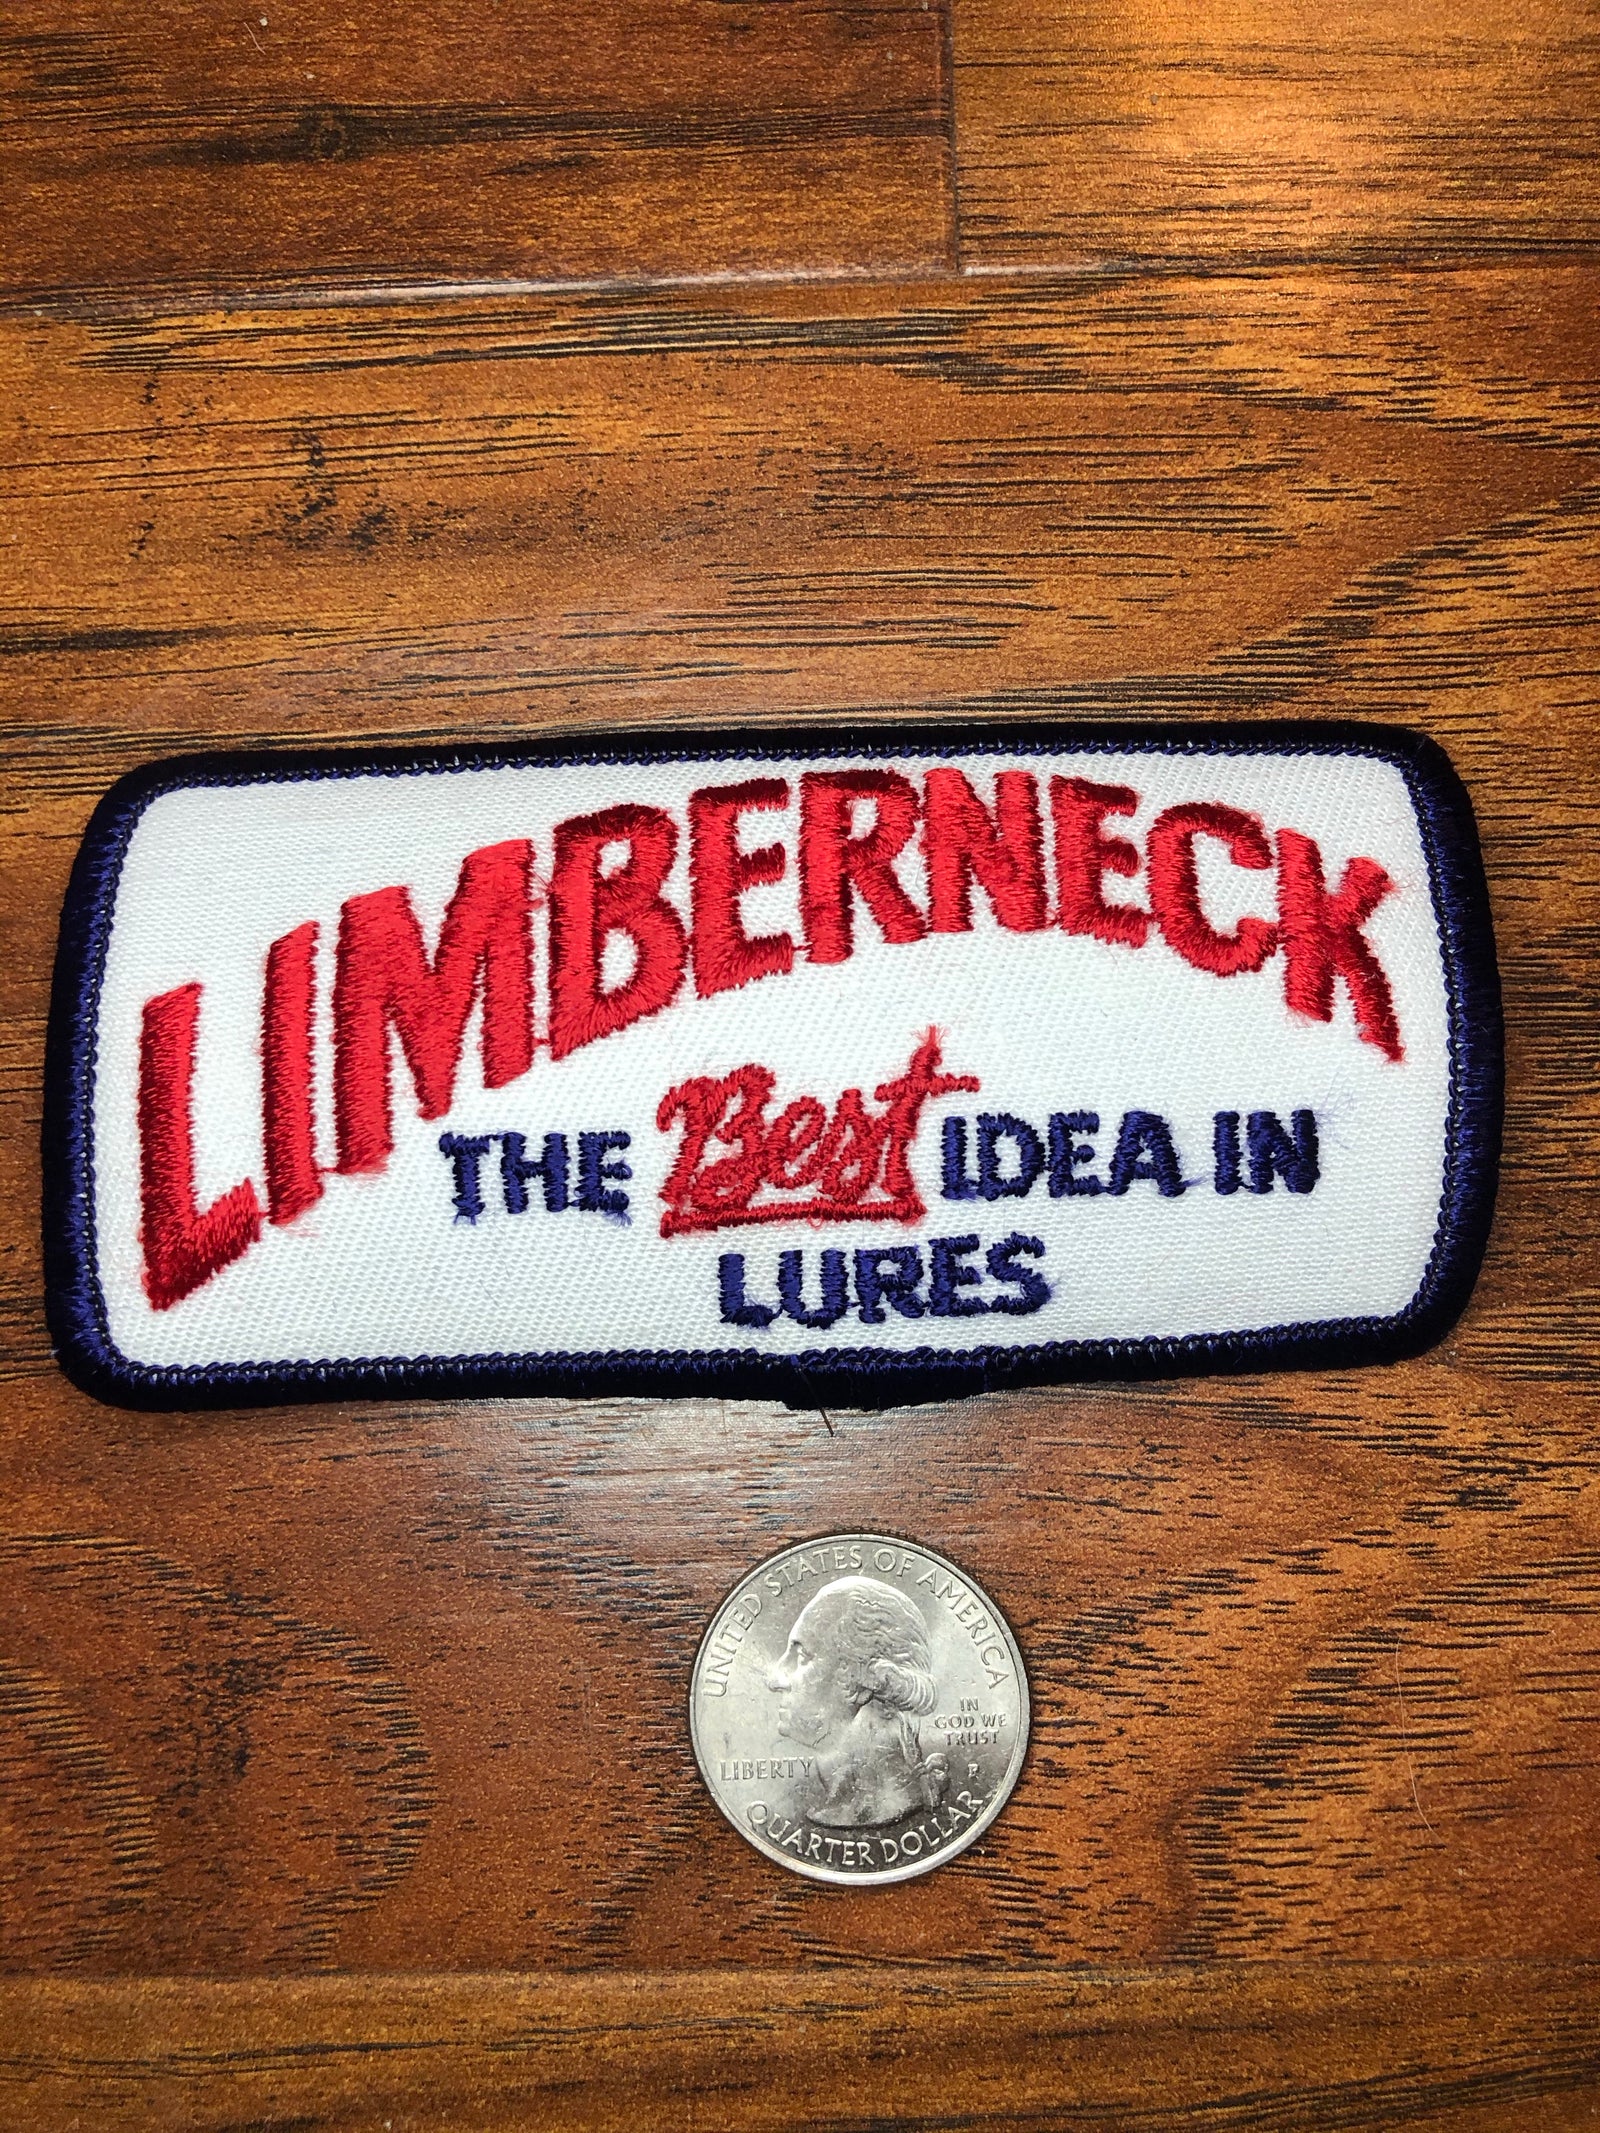 LIMBERNECK
THE Best IDEA IN
LURES
UNITED STATES OF AMERICA
IN
GOD WE
TRUST
LIBERTY
P
QUARTER DOLLAR